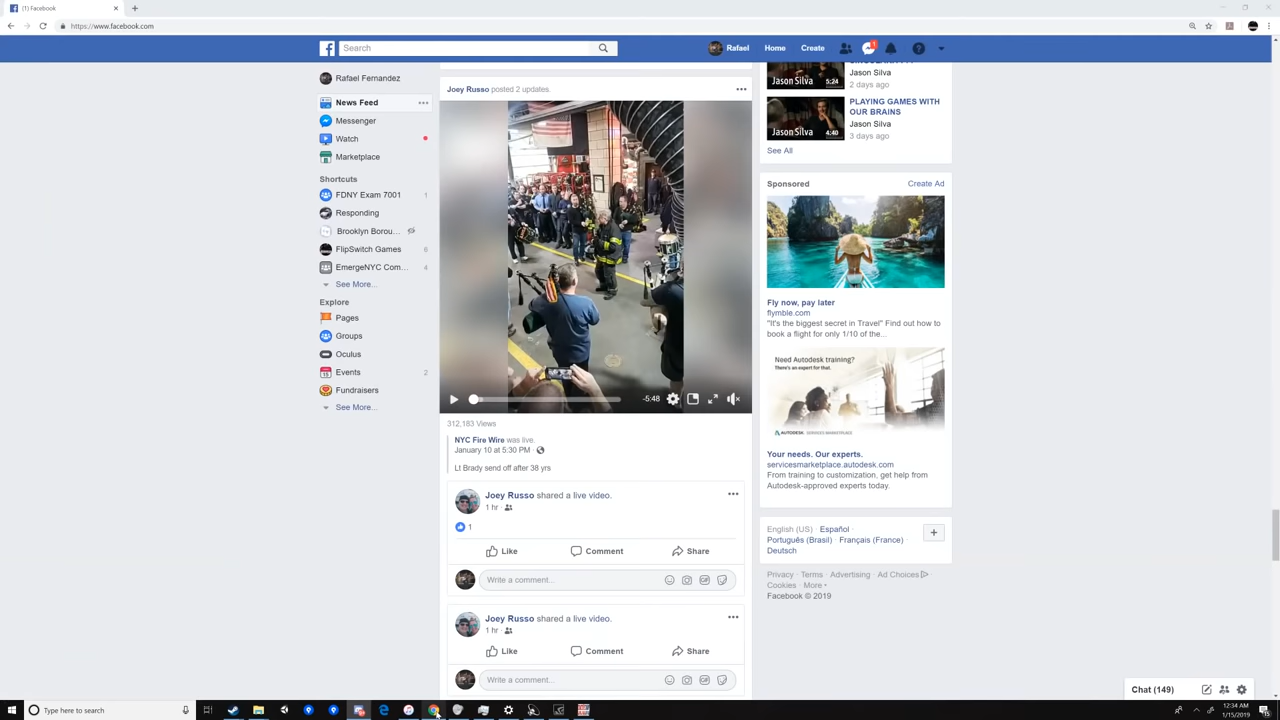 (1) Facebook
https://www.facebook.com
Search
Rafael
Home
Create
1
Rafael Fernandez
News Feed
Messenger
Watch
Marketplace
Shortcuts
FDNY Exam 7001 1
Responding
Brooklyn Borou...
FlipSwitch Games 6
EmergeNYC Com... 4
See More...
Explore
Pages
Groups
Oculus
Events 2
Fundraisers
See More...
Joey Russo posted 2 updates.
-5:48
312,183 Views
NYC Fire Wire was live.
January 10 at 5:30 PM ·
Lt Brady send off after 38 yrs
Joey Russo shared a live video.
1 hr ·
1
Like Comment Share
Write a comment...
Joey Russo shared a live video.
1 hr ·
Like Comment Share
Write a comment...
Jason Silva 5:24
Jason Silva
2 days ago
Jason Silva 4:40
PLAYING GAMES WITH
OUR BRAINS
Jason Silva
3 days ago
See All
Sponsored Create Ad
Fly now, pay later
flymble.com
"It's the biggest secret in Travel" Find out how to
book a flight for only 1/10 of the...
Need Autodesk training?
There's an expert for that.
AUTODESK. SERVICES MARKETPLACE
Your needs. Our experts.
servicesmarketplace.autodesk.com
From training to customization, get help from
Autodesk-approved experts today.
English (US) · Español ·
Português (Brasil) · Français (France) ·
Deutsch
Privacy · Terms · Advertising · Ad Choices
Cookies · More
Facebook © 2019
Chat (149)
Type here to search
12:34 AM
1/15/2019